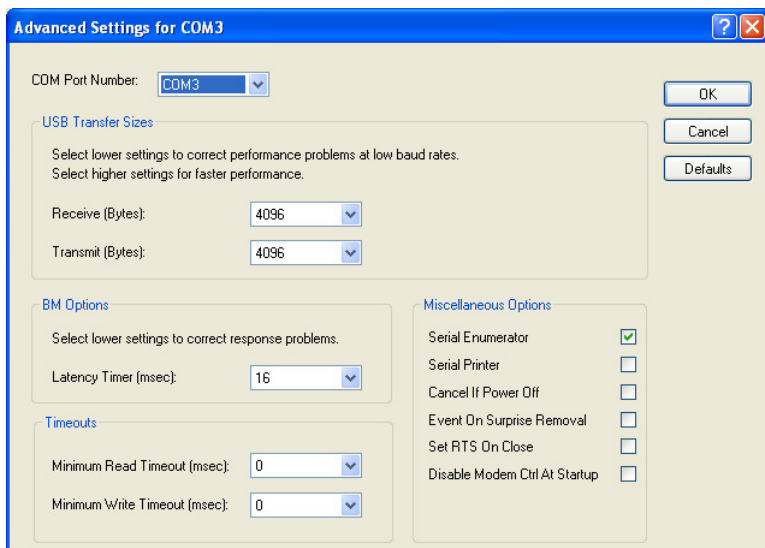 Advanced Settings for COM3
COM Port Number: COM3
OK
Cancel
Defaults
USB Transfer Sizes
Select lower settings to correct performance problems at low baud rates.
Select higher settings for faster performance.
Receive (Bytes): 4096
Transmit (Bytes): 4096
BM Options
Select lower settings to correct response problems.
Latency Timer (msec): 16
Timeouts
Minimum Read Timeout (msec): 0
Minimum Write Timeout (msec): 0
Miscellaneous Options
Serial Enumerator
Serial Printer
Cancel If Power Off
Event On Surprise Removal
Set RTS On Close
Disable Modem Ctrl At Startup